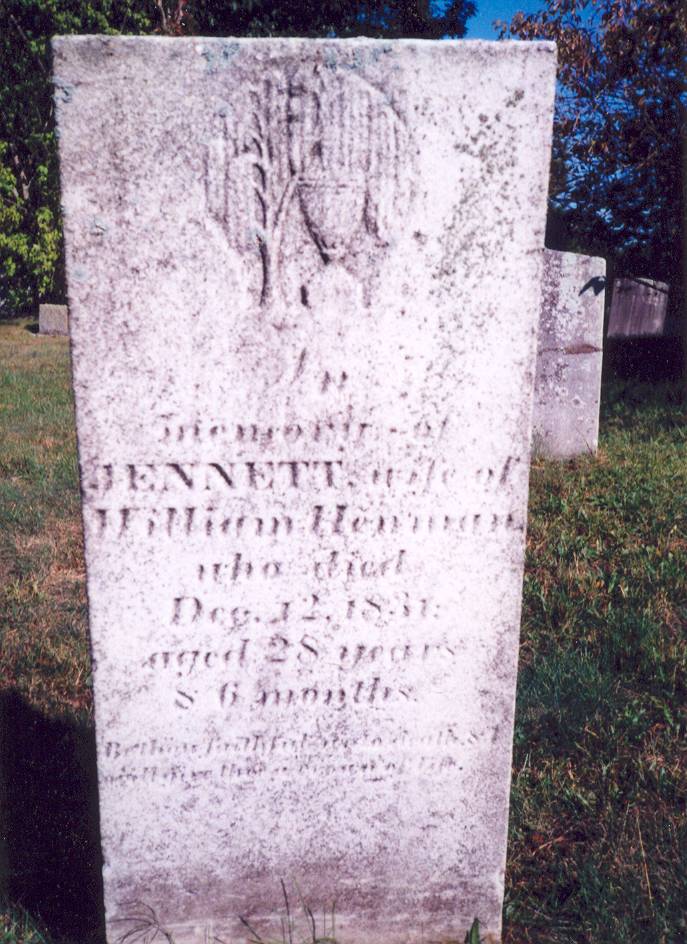 In
memory of
JENNETT, wife of
William Henman
who died
Dec. 12, 1831:
aged 28 years
& 6 months.
Be thou faithful unto death, & I
will give thee a crown of life.